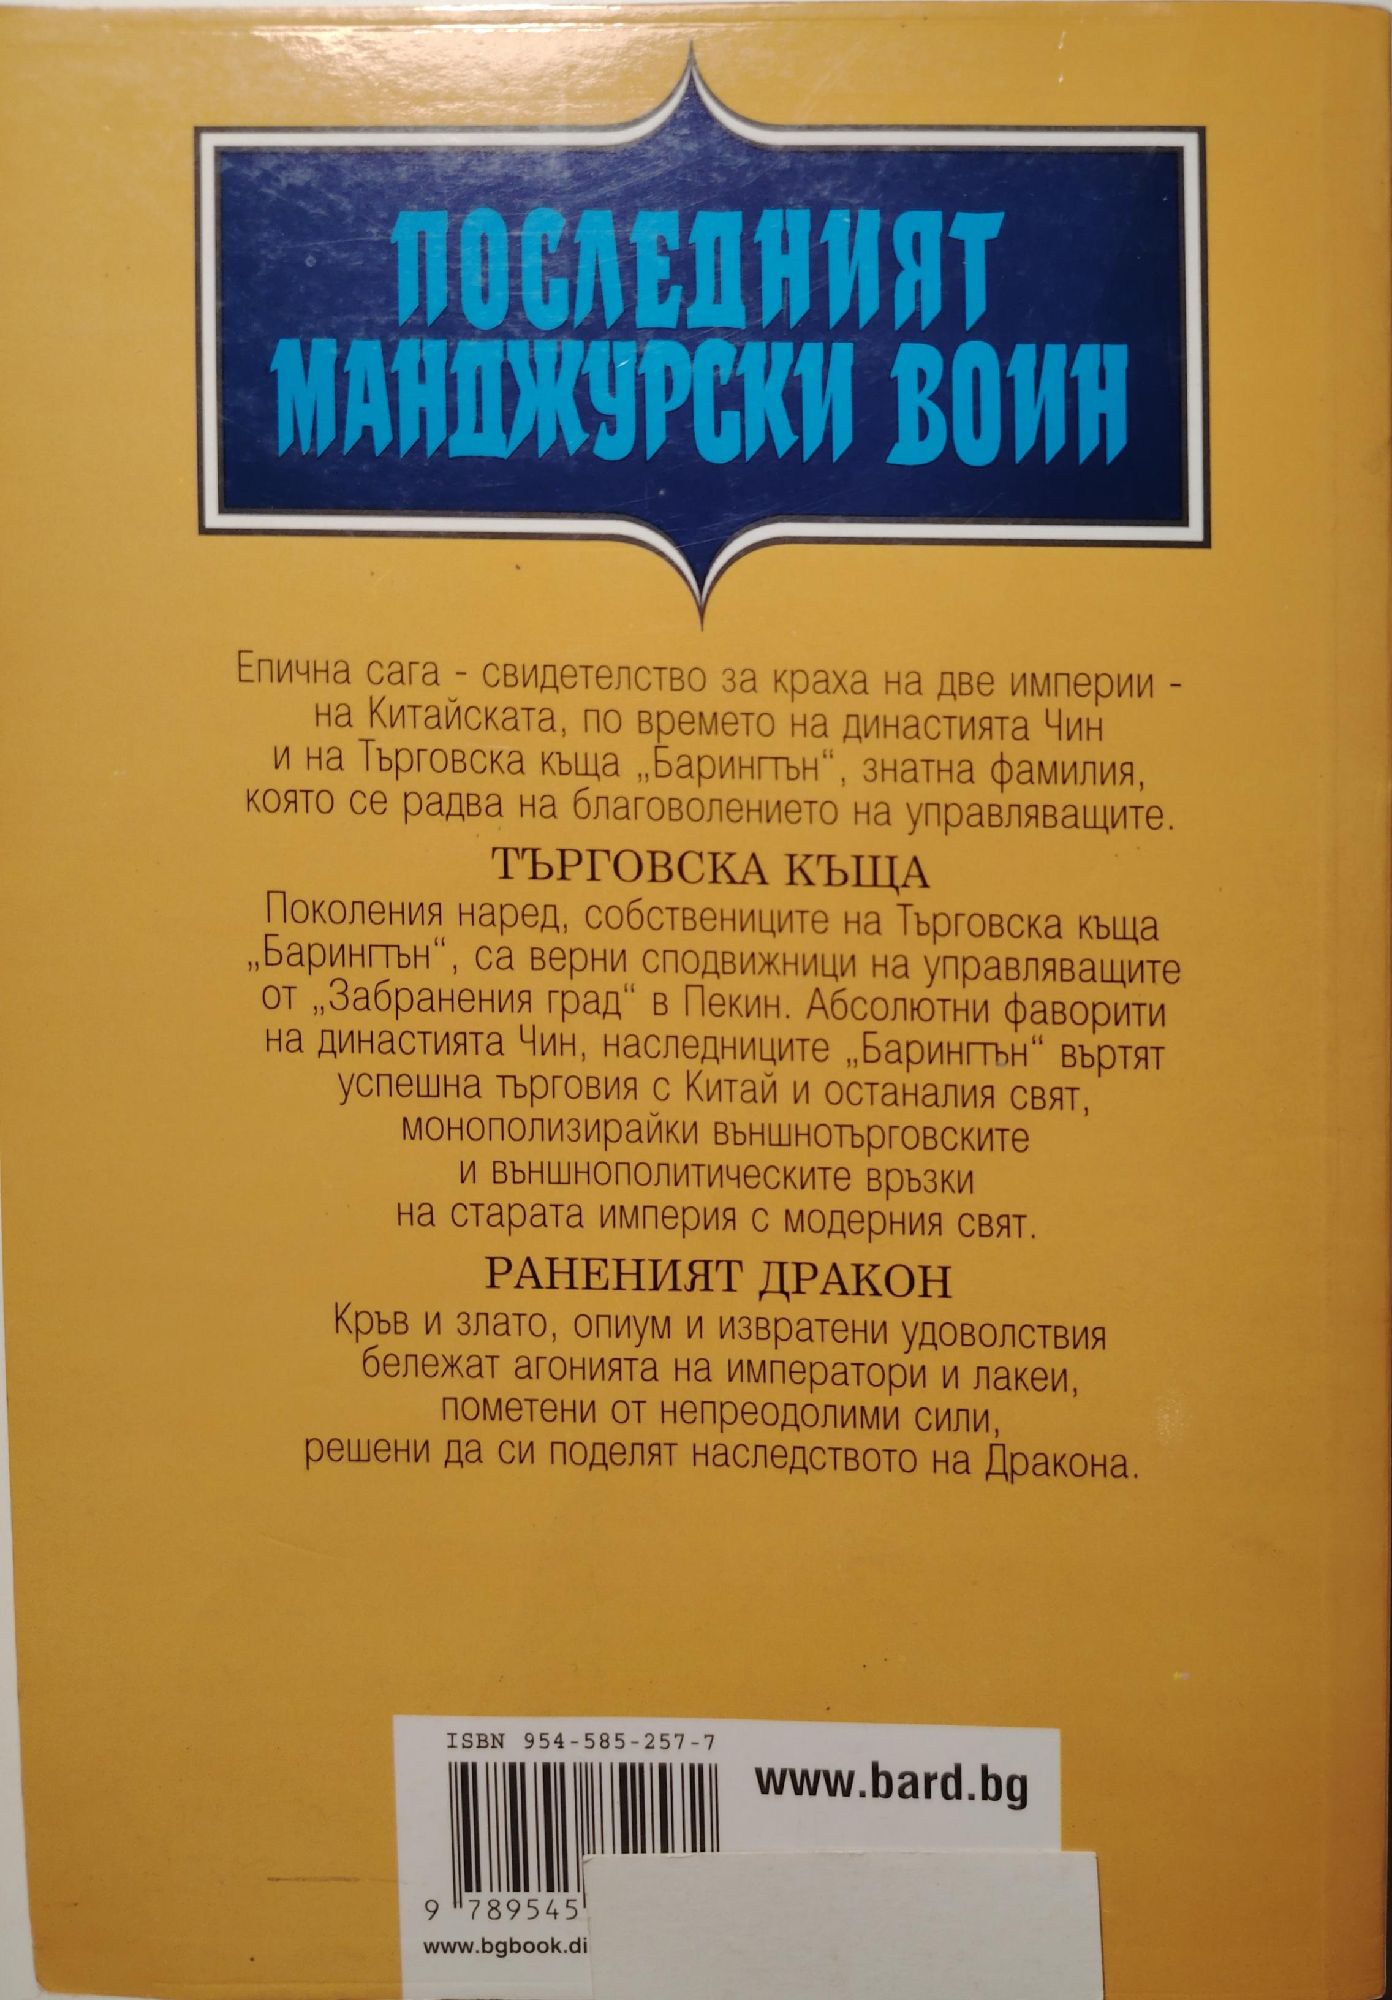 ПОСЛЕДНИЯТ
МАНДЖУРСКИ ВОИН
Епична сага - свидетелство за краха на две империи -
на Китайската, по времето на династията Чин
и на Търговска къща „Барингтън“, знатна фамилия,
която се радва на благоволението на управляващите.
ТЪРГОВСКА КЪЩА
Поколения наред, собствениците на Търговска къща
„Барингтън“, са верни сподвижници на управляващите
от „Забранения град“ в Пекин. Абсолютни фаворити
на династията Чин, наследниците „Барингтън“ въртят
успешна търговия с Китай и останалия свят,
монополизирайки външнотърговските
и външнополитическите връзки
на старата империя с модерния свят.
РАНЕНИЯТ ДРАКОН
Кръв и злато, опиум и извратени удоволствия
бележат агонията на императори и лакеи,
пометени от непреодолими сили,
решени да си поделят наследството на Дракона.
ISBN 954-585-257-7
www.bard.bg
9 789545
www.bgbook.di